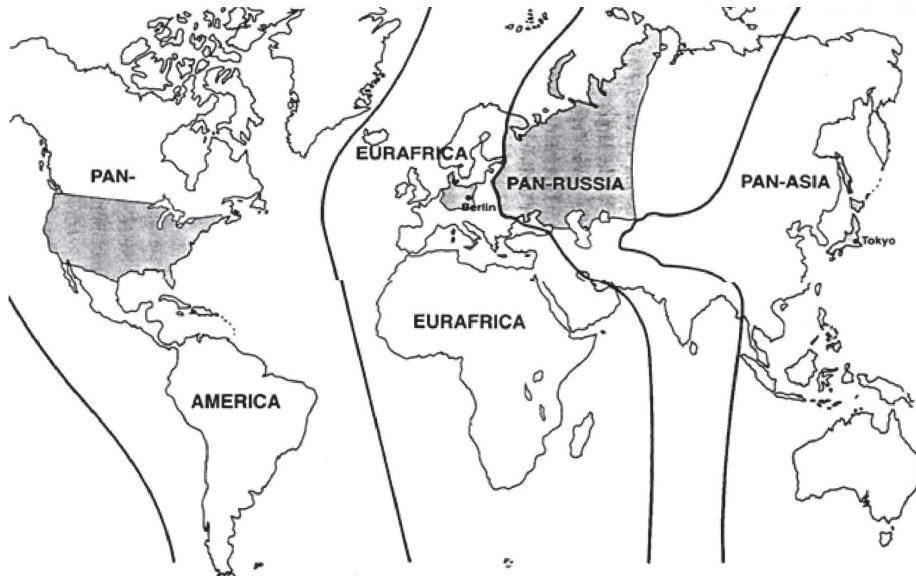 EURAFRICA
PAN-
PAN-RUSSIA
PAN-ASIA
Berlin
Tokyo
EURAFRICA
AMERICA